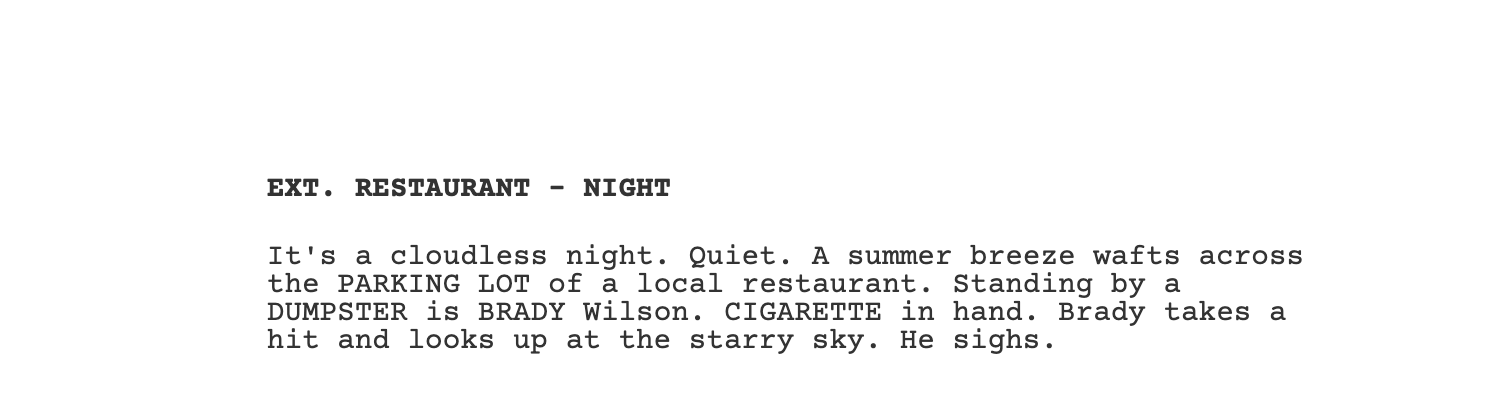 EXT. RESTAURANT - NIGHT
It's a cloudless night. Quiet. A summer breeze wafts across
the PARKING LOT of a local restaurant. Standing by a
DUMPSTER is BRADY Wilson. CIGARETTE in hand. Brady takes a
hit and looks up at the starry sky. He sighs.